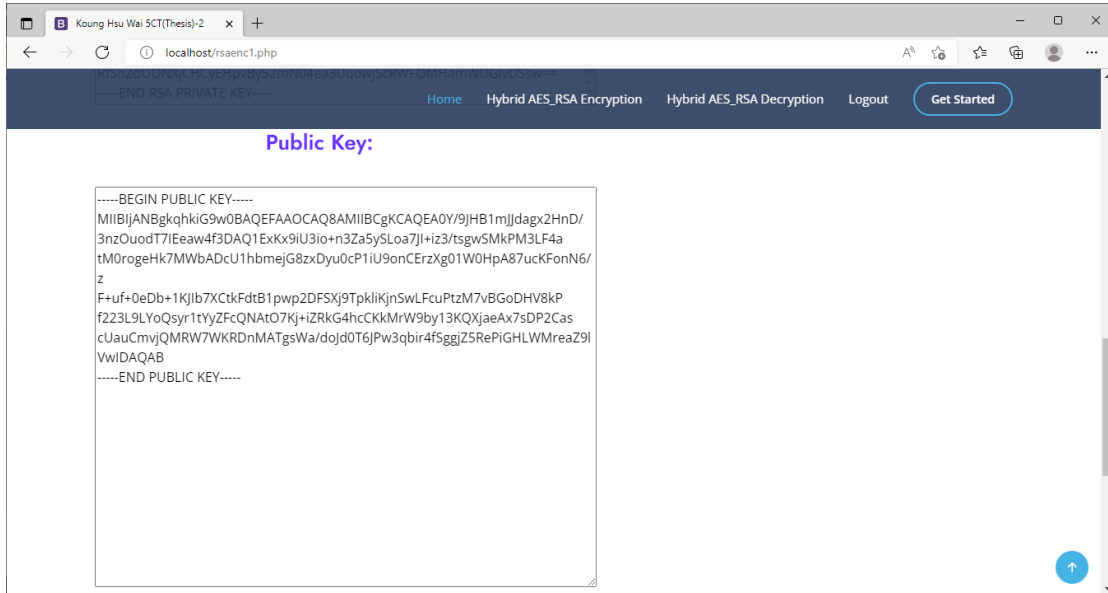 Koung Hsu Wai 5CT(Thesis)-2
localhost/rsaenc1.php
-----END RSA PRIVATE KEY-----
Home Hybrid AES_RSA Encryption Hybrid AES_RSA Decryption Logout Get Started
Public Key:
-----BEGIN PUBLIC KEY-----
MIIBIjANBgkqhkiG9w0BAQEFAAOCAQ8AMIIBCgKCAQEA0Y/9JHB1mJJdagx2HnD/
3nzOuodT7IEeaw4f3DAQ1ExKx9iU3io+n3Za5ySLoa7JI+iz3/tsgwSMkPM3LF4a
tM0rogeHk7MWbADcU1hbmejG8zxDyu0cP1iU9onCErzXg01W0HpA87ucKFonN6/
z
F+uf+0eDb+1KJIb7XCtkFdtB1pwp2DFSXj9TpkliKjnSwLFcuPtzM7vBGoDHV8kP
f223L9LYoQsyr1tYyZFcQNAtO7Kj+iZRkG4hcCKkMrW9by13KQXjaeAx7sDP2Cas
cUauCmvjQMRW7WKRDnMATgsWa/doJd0T6JPw3qbir4fSggjZ5RePiGHLWMreaZ9l
VwIDAQAB
-----END PUBLIC KEY-----